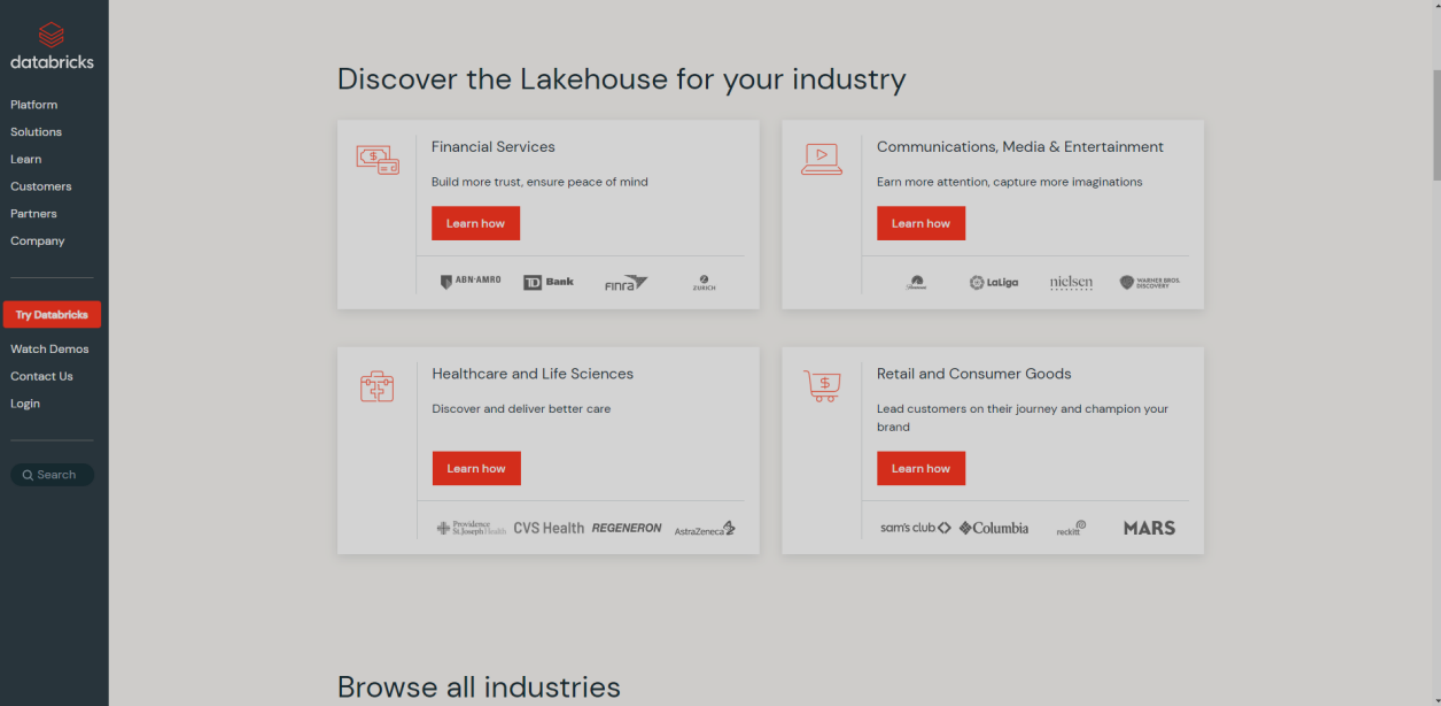 databricks
Platform
Solutions
Learn
Customers
Partners
Company
Try Databricks
Watch Demos
Contact Us
Login
Search
Discover the Lakehouse for your industry
Financial Services
Build more trust, ensure peace of mind
Learn how
ABN·AMRO
TD Bank
FINRA
ZURICH
Communications, Media & Entertainment
Earn more attention, capture more imaginations
Learn how
LaLiga
nielsen
WARNER BROS.
DISCOVERY
Healthcare and Life Sciences
Discover and deliver better care
Learn how
Providence
St.Joseph Health
CVS Health
REGENERON
AstraZeneca
Retail and Consumer Goods
Lead customers on their journey and champion your
brand
Learn how
sam's club
Columbia
reckitt
MARS
Browse all industries